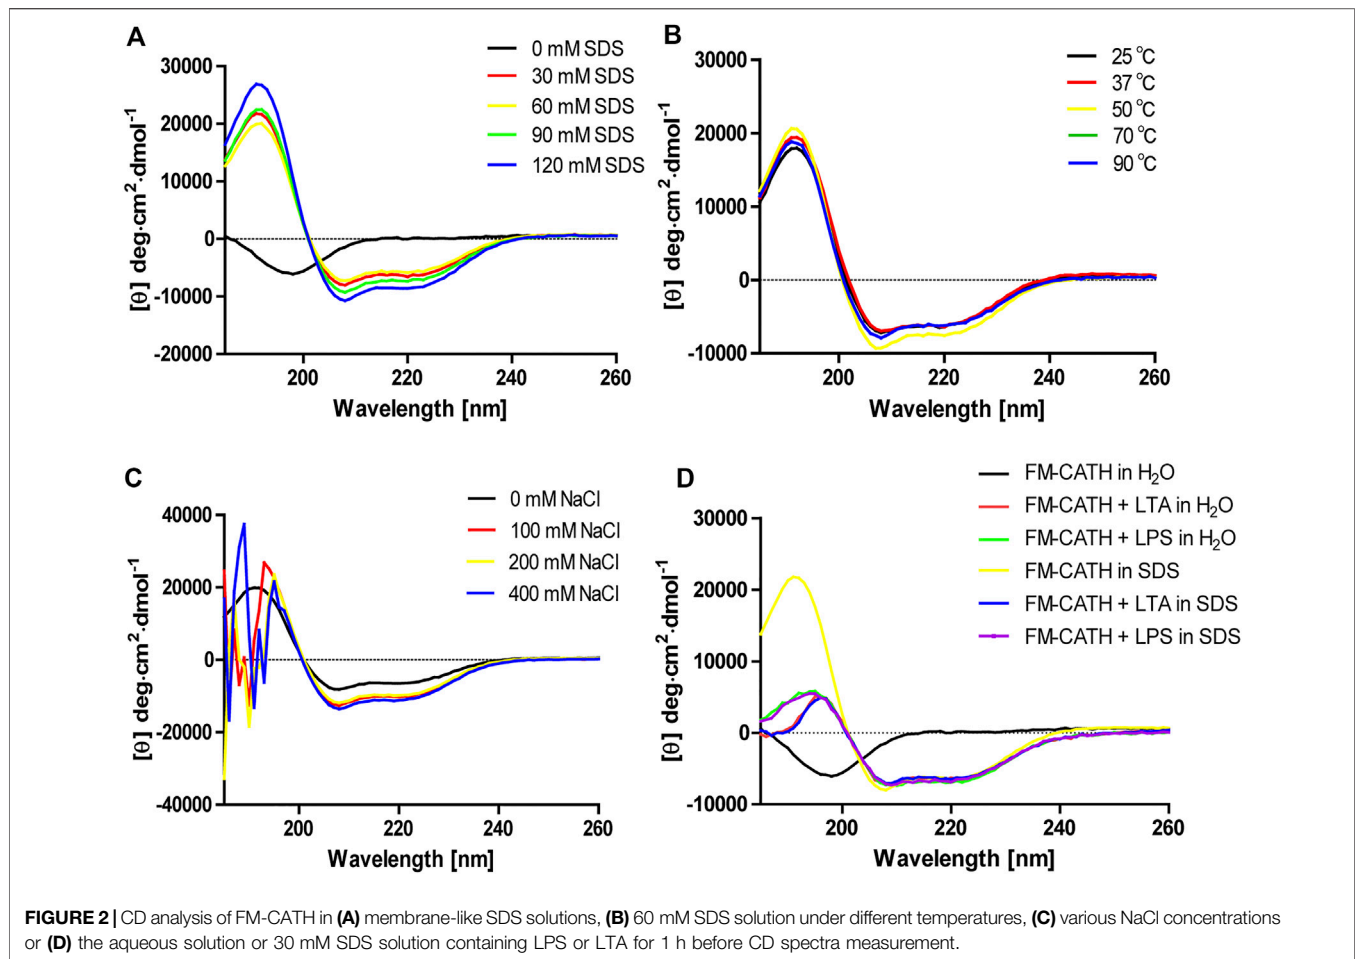 A
0 mM SDS
30 mM SDS
60 mM SDS
90 mM SDS
120 mM SDS
30000
20000
10000
0
-10000
-20000
200
220
240
260
[θ] deg·cm²·dmol⁻¹
Wavelength [nm]
B
25 °C
37 °C
50 °C
70 °C
90 °C
30000
20000
10000
0
-10000
200
220
240
260
[θ] deg·cm²·dmol⁻¹
Wavelength [nm]
C
0 mM NaCl
100 mM NaCl
200 mM NaCl
400 mM NaCl
40000
20000
0
-20000
-40000
200
220
240
260
[θ] deg·cm²·dmol⁻¹
Wavelength [nm]
D
FM-CATH in H₂O
FM-CATH + LTA in H₂O
FM-CATH + LPS in H₂O
FM-CATH in SDS
FM-CATH + LTA in SDS
FM-CATH + LPS in SDS
30000
20000
10000
0
-10000
200
220
240
260
[θ] deg·cm²·dmol⁻¹
Wavelength [nm]
FIGURE 2 | CD analysis of FM-CATH in (A) membrane-like SDS solutions, (B) 60 mM SDS solution under different temperatures, (C) various NaCl concentrations
or (D) the aqueous solution or 30 mM SDS solution containing LPS or LTA for 1 h before CD spectra measurement.